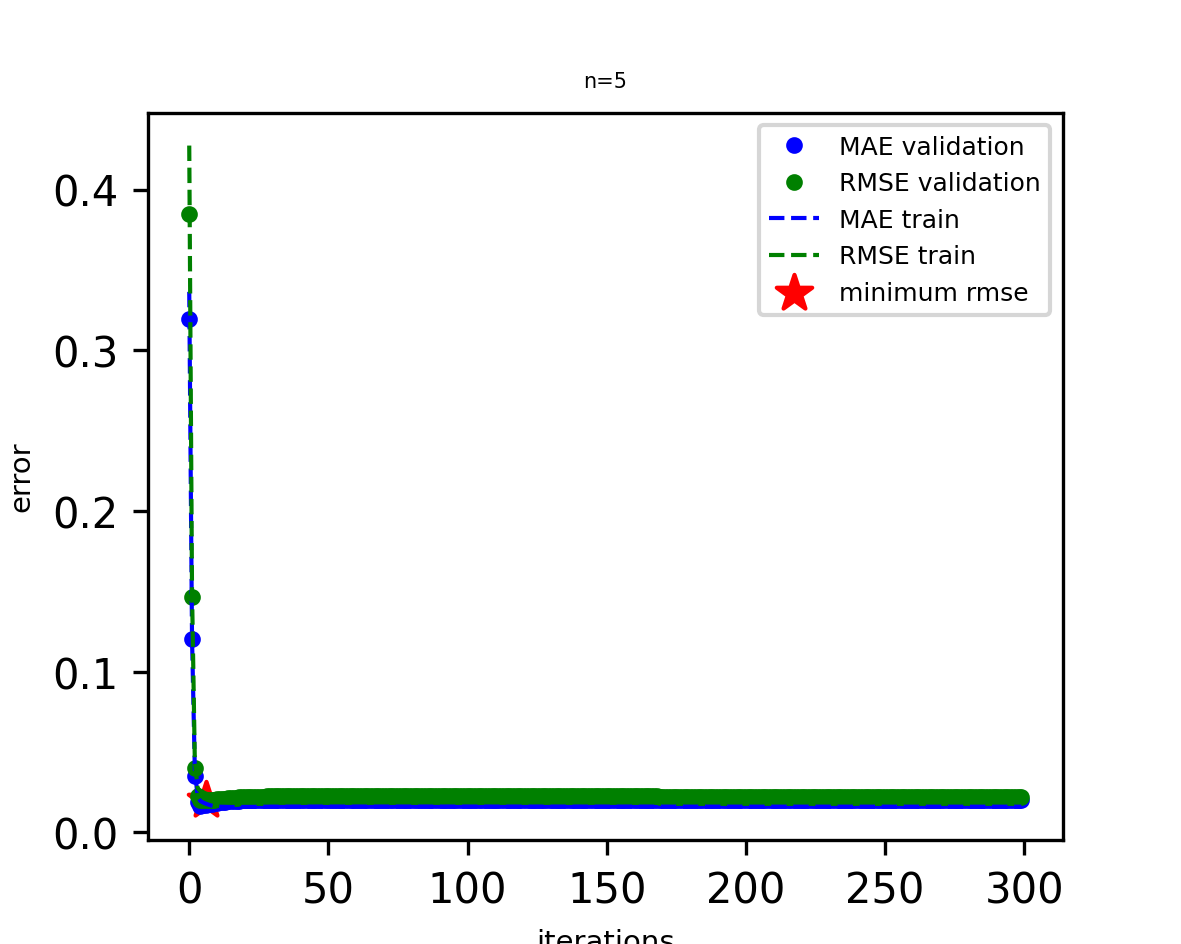 n=5
MAE validation
RMSE validation
MAE train
RMSE train
minimum rmse
error
0.4
0.3
0.2
0.1
0.0
0 50 100 150 200 250 300
iterations